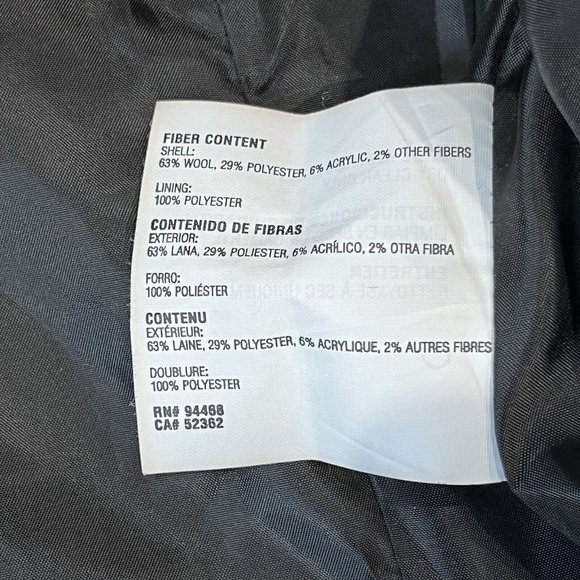 FIBER CONTENT
SHELL:
63% WOOL, 29% POLYESTER, 6% ACRYLIC, 2% OTHER FIBERS
LINING:
100% POLYESTER
CONTENIDO DE FIBRAS
EXTERIOR:
63% LANA, 29% POLIESTER, 6% ACRÍLICO, 2% OTRA FIBRA
FORRO:
100% POLIÉSTER
CONTENU
EXTÉRIEUR:
63% LAINE, 29% POLYESTER, 6% ACRYLIQUE, 2% AUTRES FIBRES
DOUBLURE:
100% POLYESTER
RN# 94468
CA# 52362